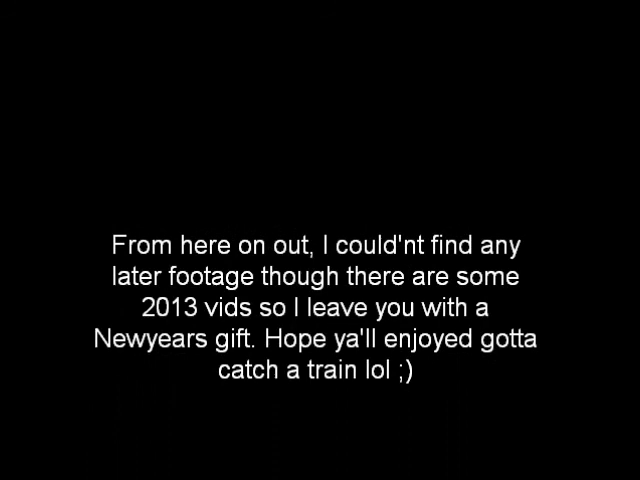 From here on out, I could'nt find any
later footage though there are some
2013 vids so I leave you with a
Newyears gift. Hope ya'll enjoyed gotta
catch a train lol ;)